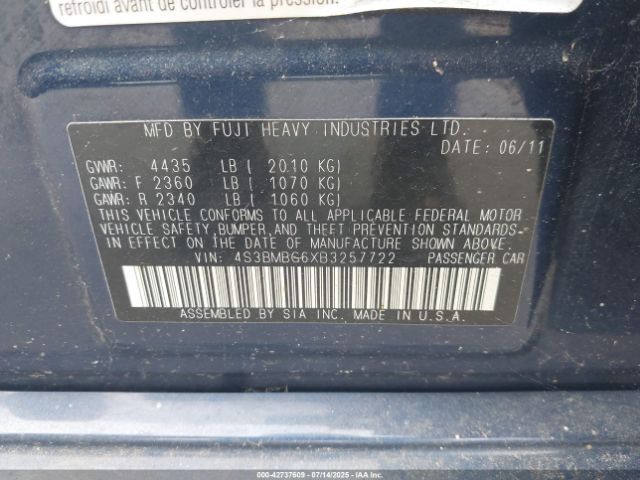 refroidi avant de contrôler la pression.
MFD BY FUJI HEAVY INDUSTRIES LTD.
DATE: 06/11
GVWR: 4435 LB ( 2010 KG)
GAWR: F 2360 LB ( 1070 KG)
GAWR: R 2340 LB ( 1060 KG)
THIS VEHICLE CONFORMS TO ALL APPLICABLE FEDERAL MOTOR
VEHICLE SAFETY, BUMPER, AND THEFT PREVENTION STANDARDS
IN EFFECT ON THE DATE OF MANUFACTURE SHOWN ABOVE.
VIN: 4S3BMBG6XB3257722 PASSENGER CAR
ASSEMBLED BY SIA INC. MADE IN U.S.A.
000-42737609 - 07/14/2025 - IAAI COMPANIES